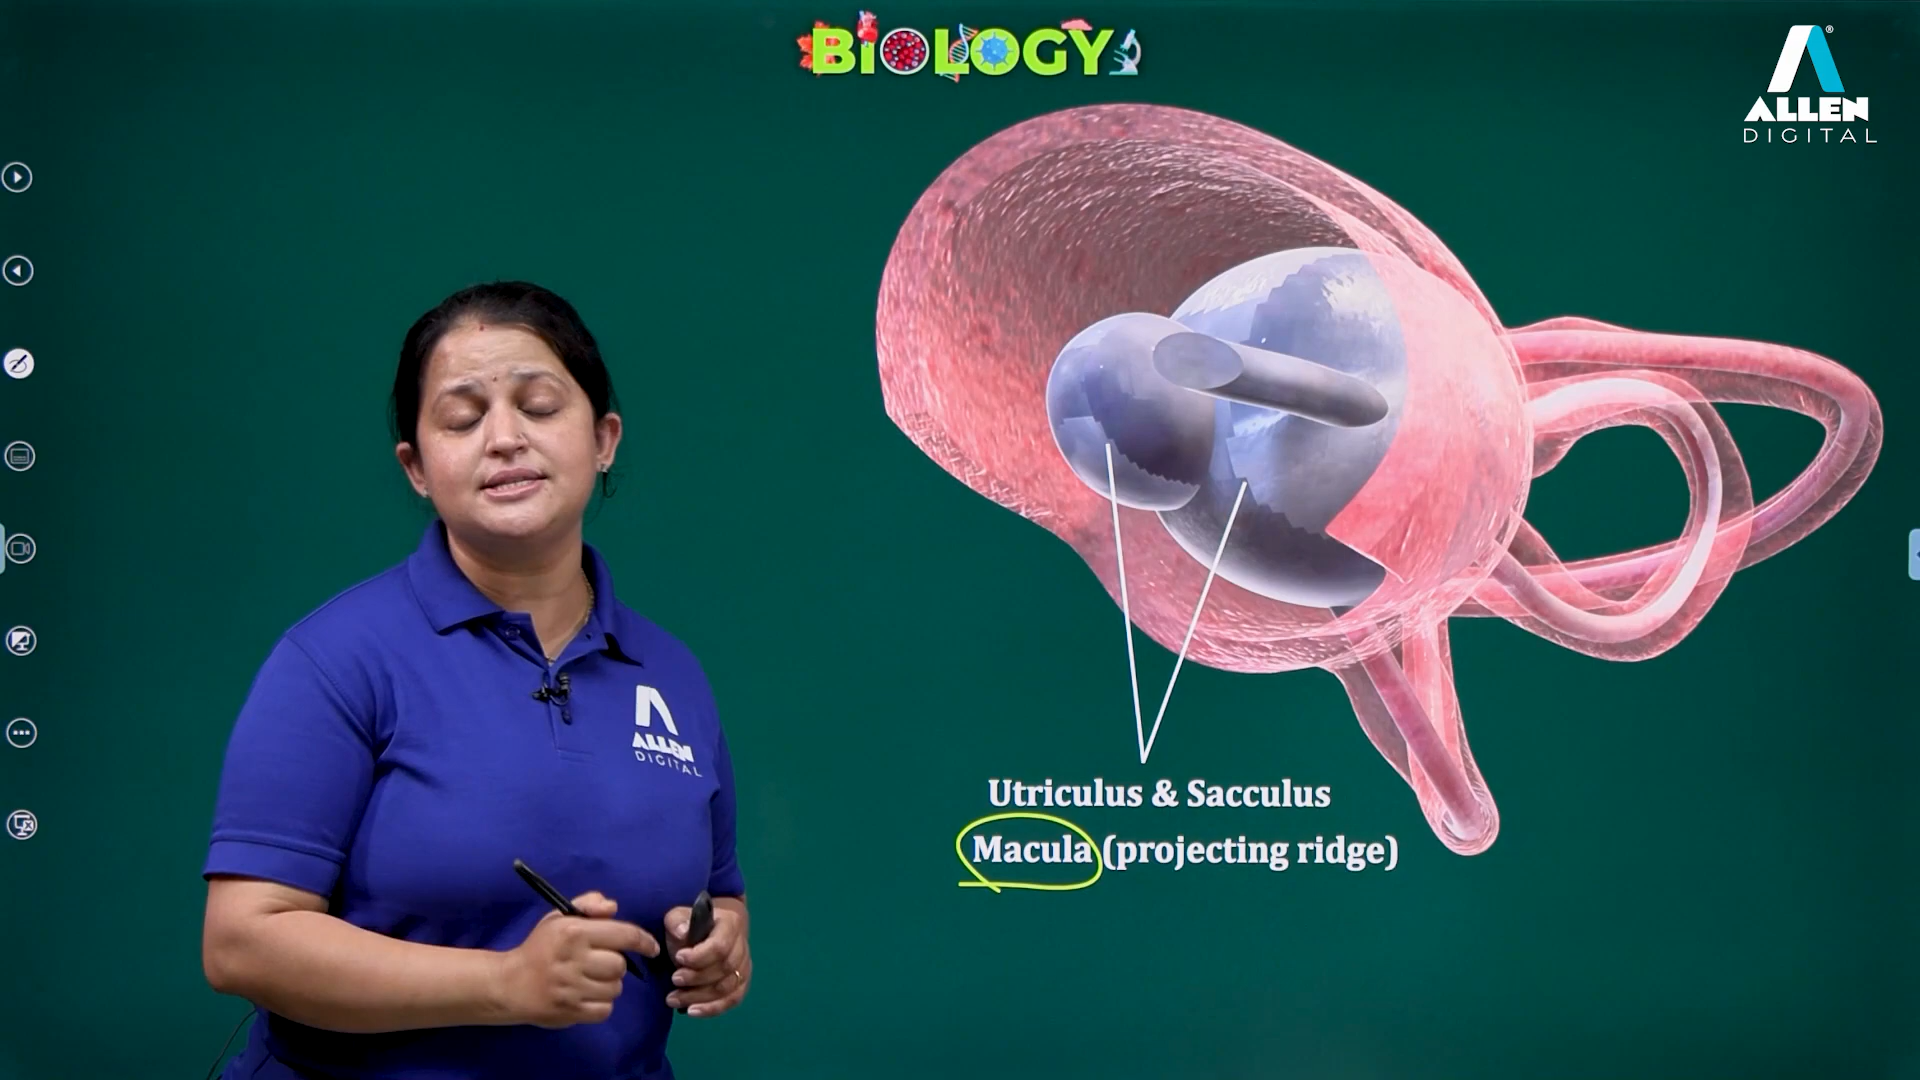 BIOLOGY
ALLEN
DIGITAL
ALLEN
DIGITAL
Utriculus & Sacculus
Macula (projecting ridge)